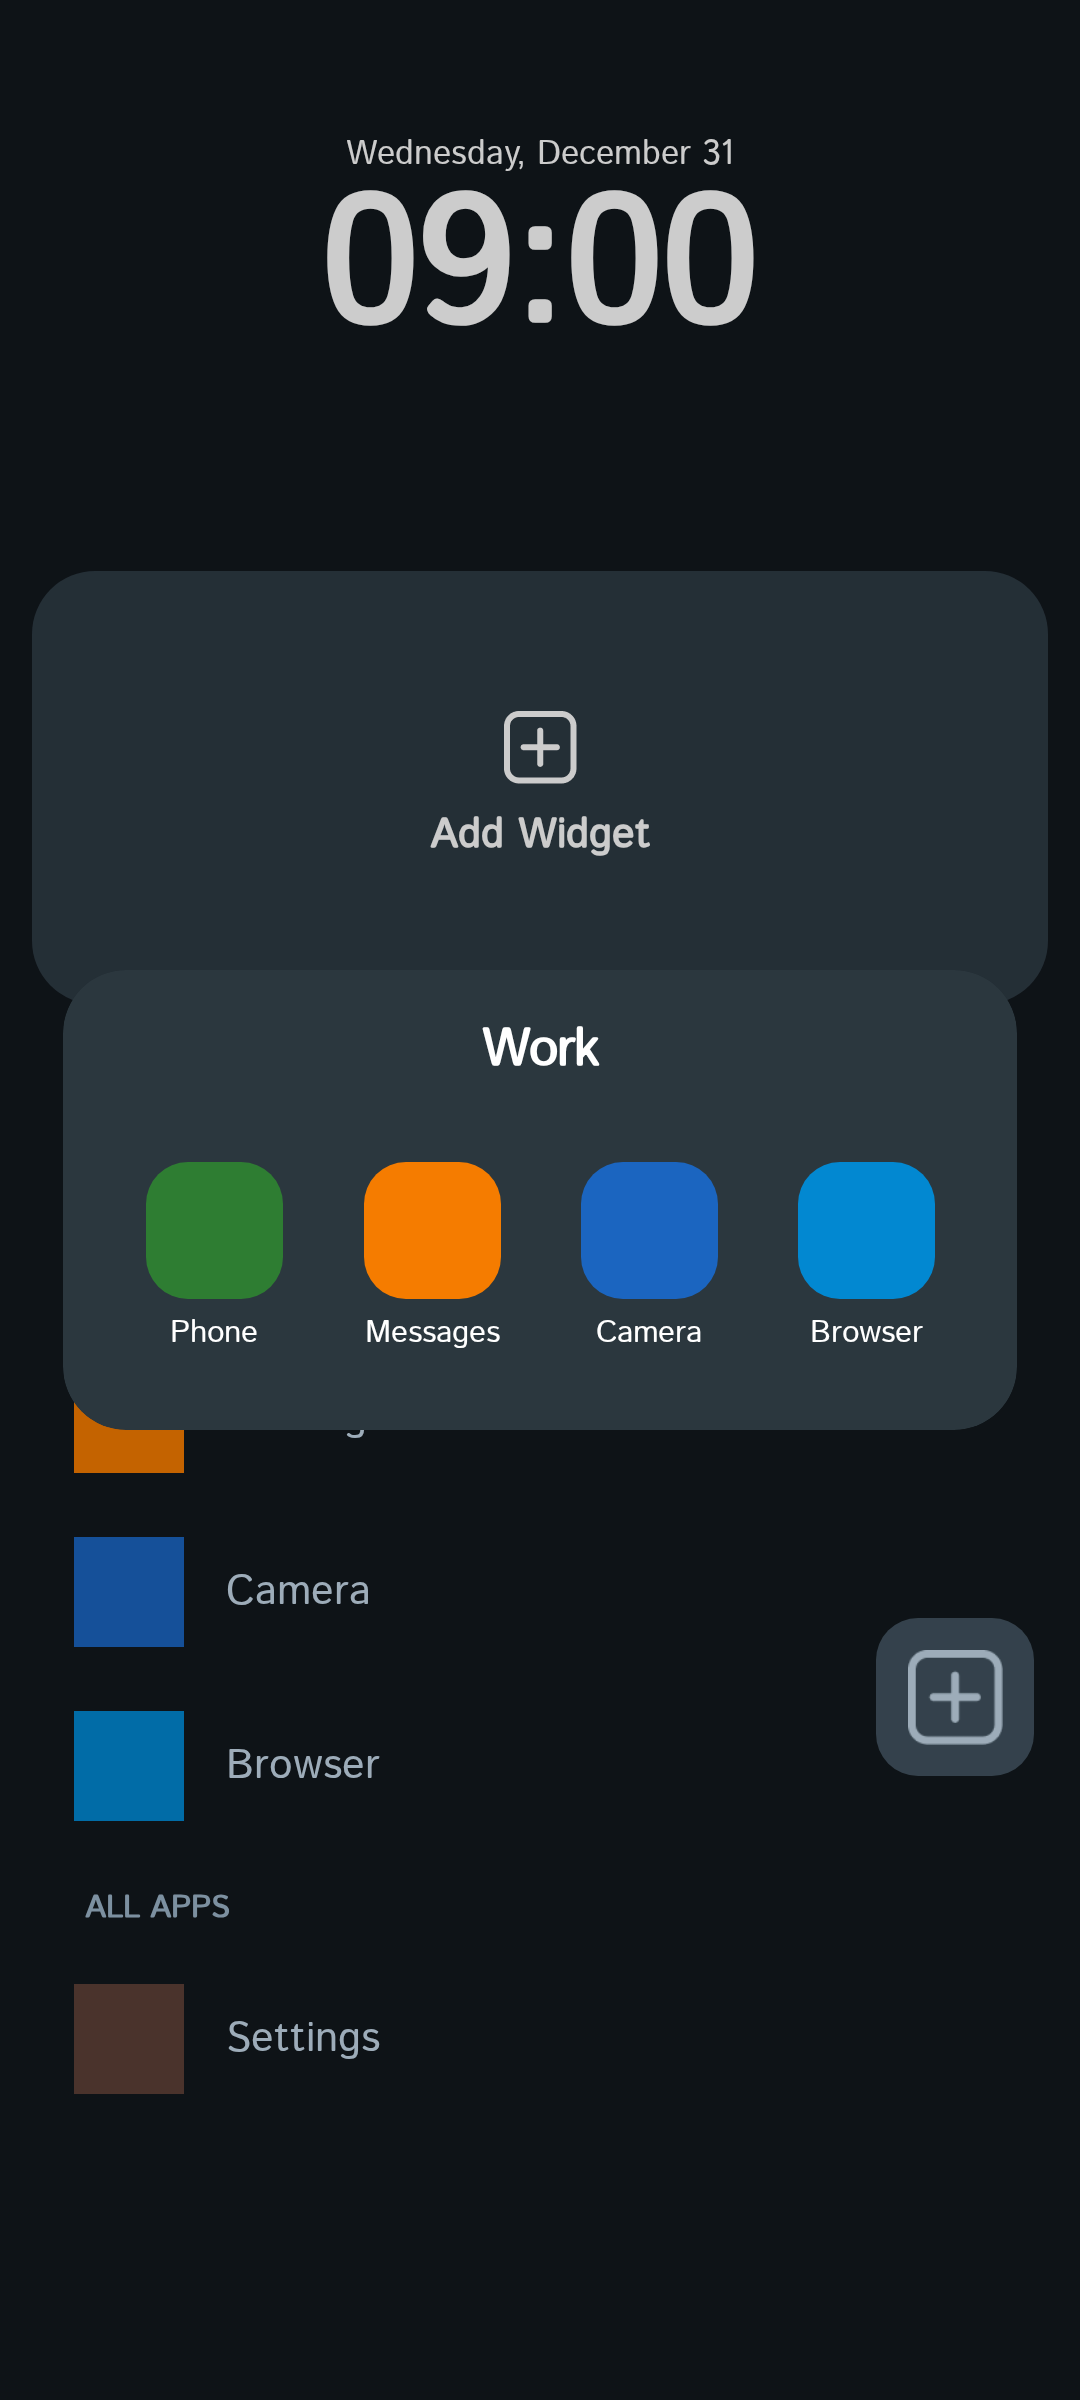 Wednesday, December 31
09:00
Add Widget
Work
Phone
Messages
Camera
Browser
Camera
Browser
ALL APPS
Settings